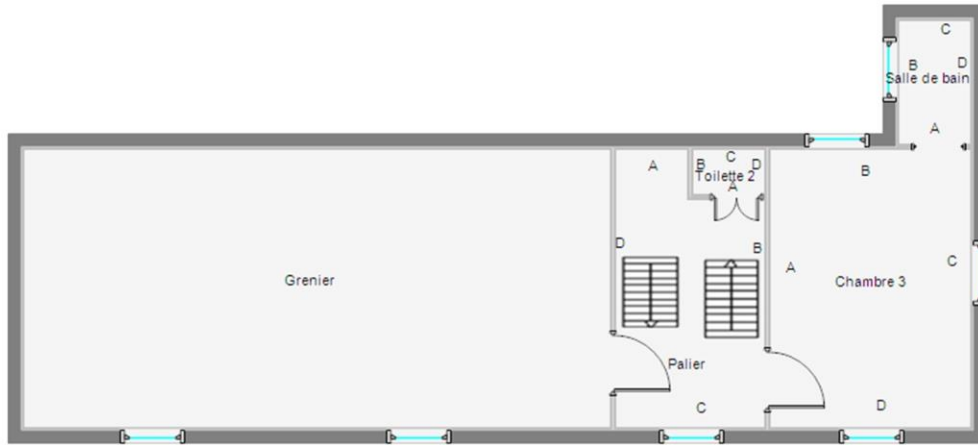 C
B D
Salle de bain
A
A B C D B
Toilette 2
A
D B A C
Grenier
Chambre 3
Palier
C D